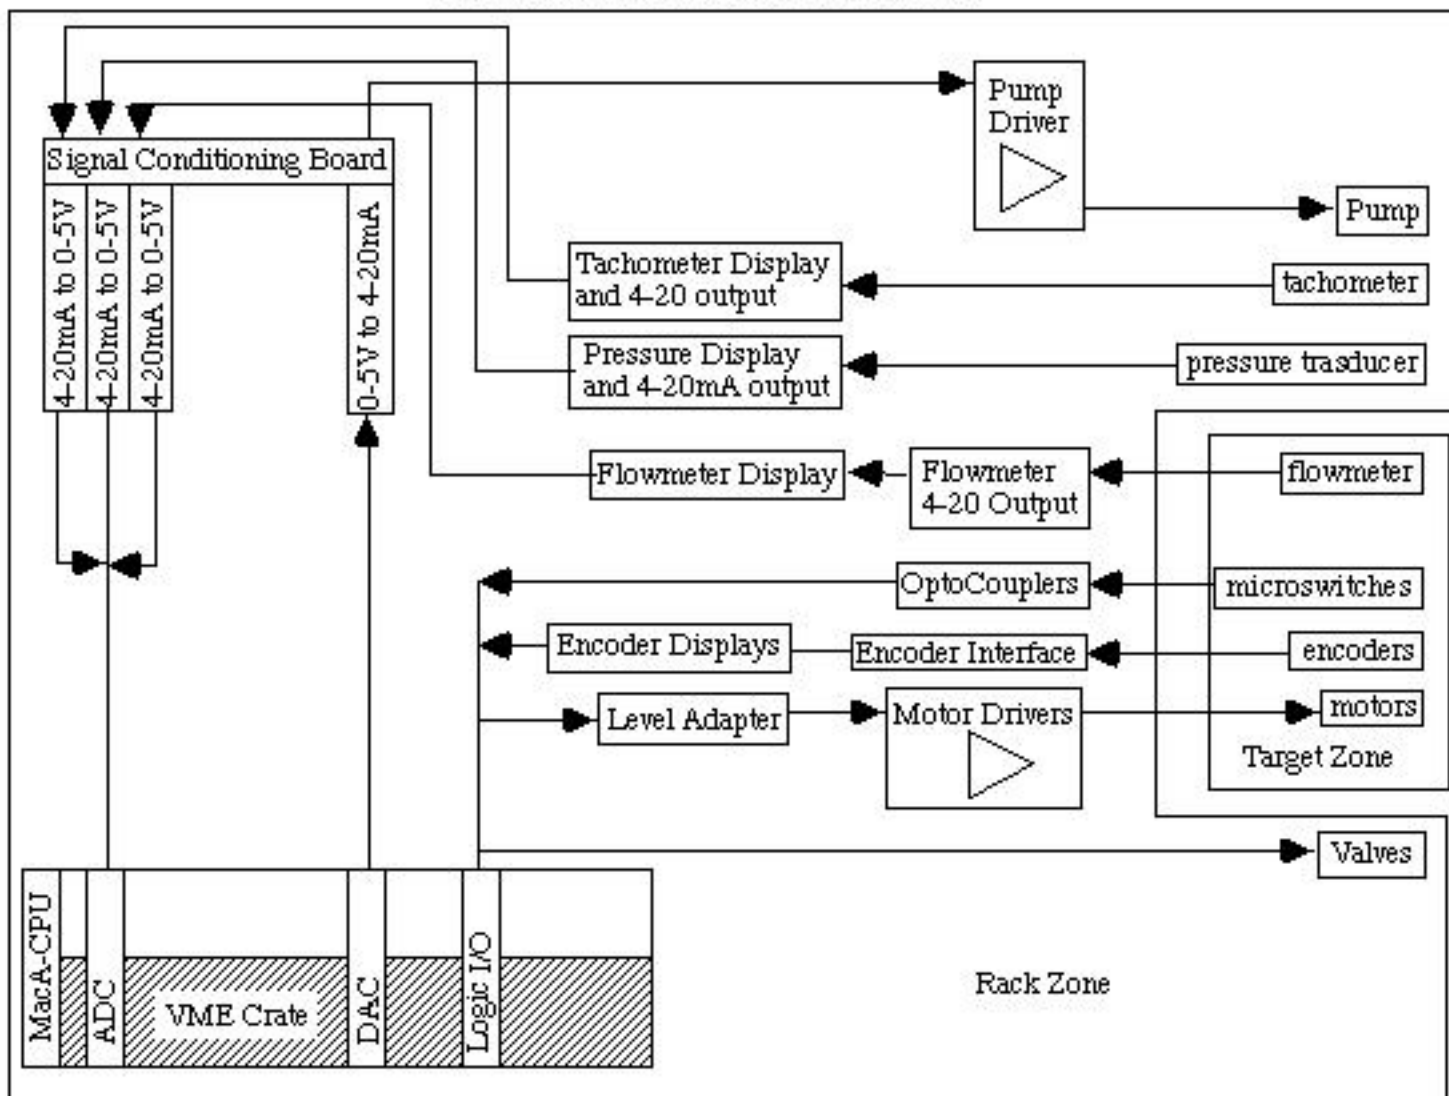 Pump
Driver
Signal Conditioning Board
4-20mA to 0-5V
4-20mA to 0-5V
4-20mA to 0-5V
0-5V to 4-20mA
Pump
Tachometer Display
and 4-20 output
tachometer
Pressure Display
and 4-20mA output
pressure trasducer
Flowmeter Display
Flowmeter
4-20 Output
flowmeter
OptoCouplers
microswitches
Encoder Displays
Encoder Interface
encoders
Level Adapter
Motor Drivers
motors
Target Zone
Valves
MacA-CPU
ADC
VME Crate
DAC
Logic I/O
Rack Zone